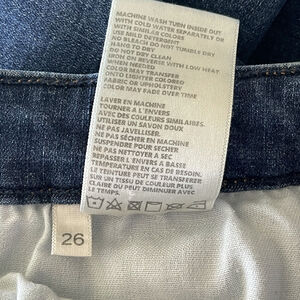 MACHINE WASH TURN INSIDE OUT
WITH COLD WATER SEPARATELY OR
WITH SIMILAR COLORS
USE MILD DETERGENT
NO BLEACH DO NOT TUMBLE DRY
HANG TO DRY
DO NOT DRY CLEAN
IRON ON REVERSE WITH LOW HEAT
WHEN NEEDED
COLOR MAY TRANSFER
ONTO LIGHTER COLORED
FABRIC OR UPHOLSTERY
COLOR MAY FADE OVER TIME
LAVER EN MACHINE
TOURNER À L'ENVERS
AVEC DES COULEURS SIMILAIRES.
UTILISER UN SAVON DOUX
NE PAS JAVELLISER.
NE PAS SÉCHER EN MACHINE
SUSPENDRE POUR SÉCHER
NE PAS NETTOYER À SEC
REPASSER À L'ENVERS À BASSE
TEMPÉRATURE EN CAS DE BESOIN.
LE TEINTURE PEUT SE TRANSFÉRER
SUR UN TISSU DE COULEUR PLUS
CLAIRE OU PEUT DIMINUER AVEC
LE TEMPS.
26